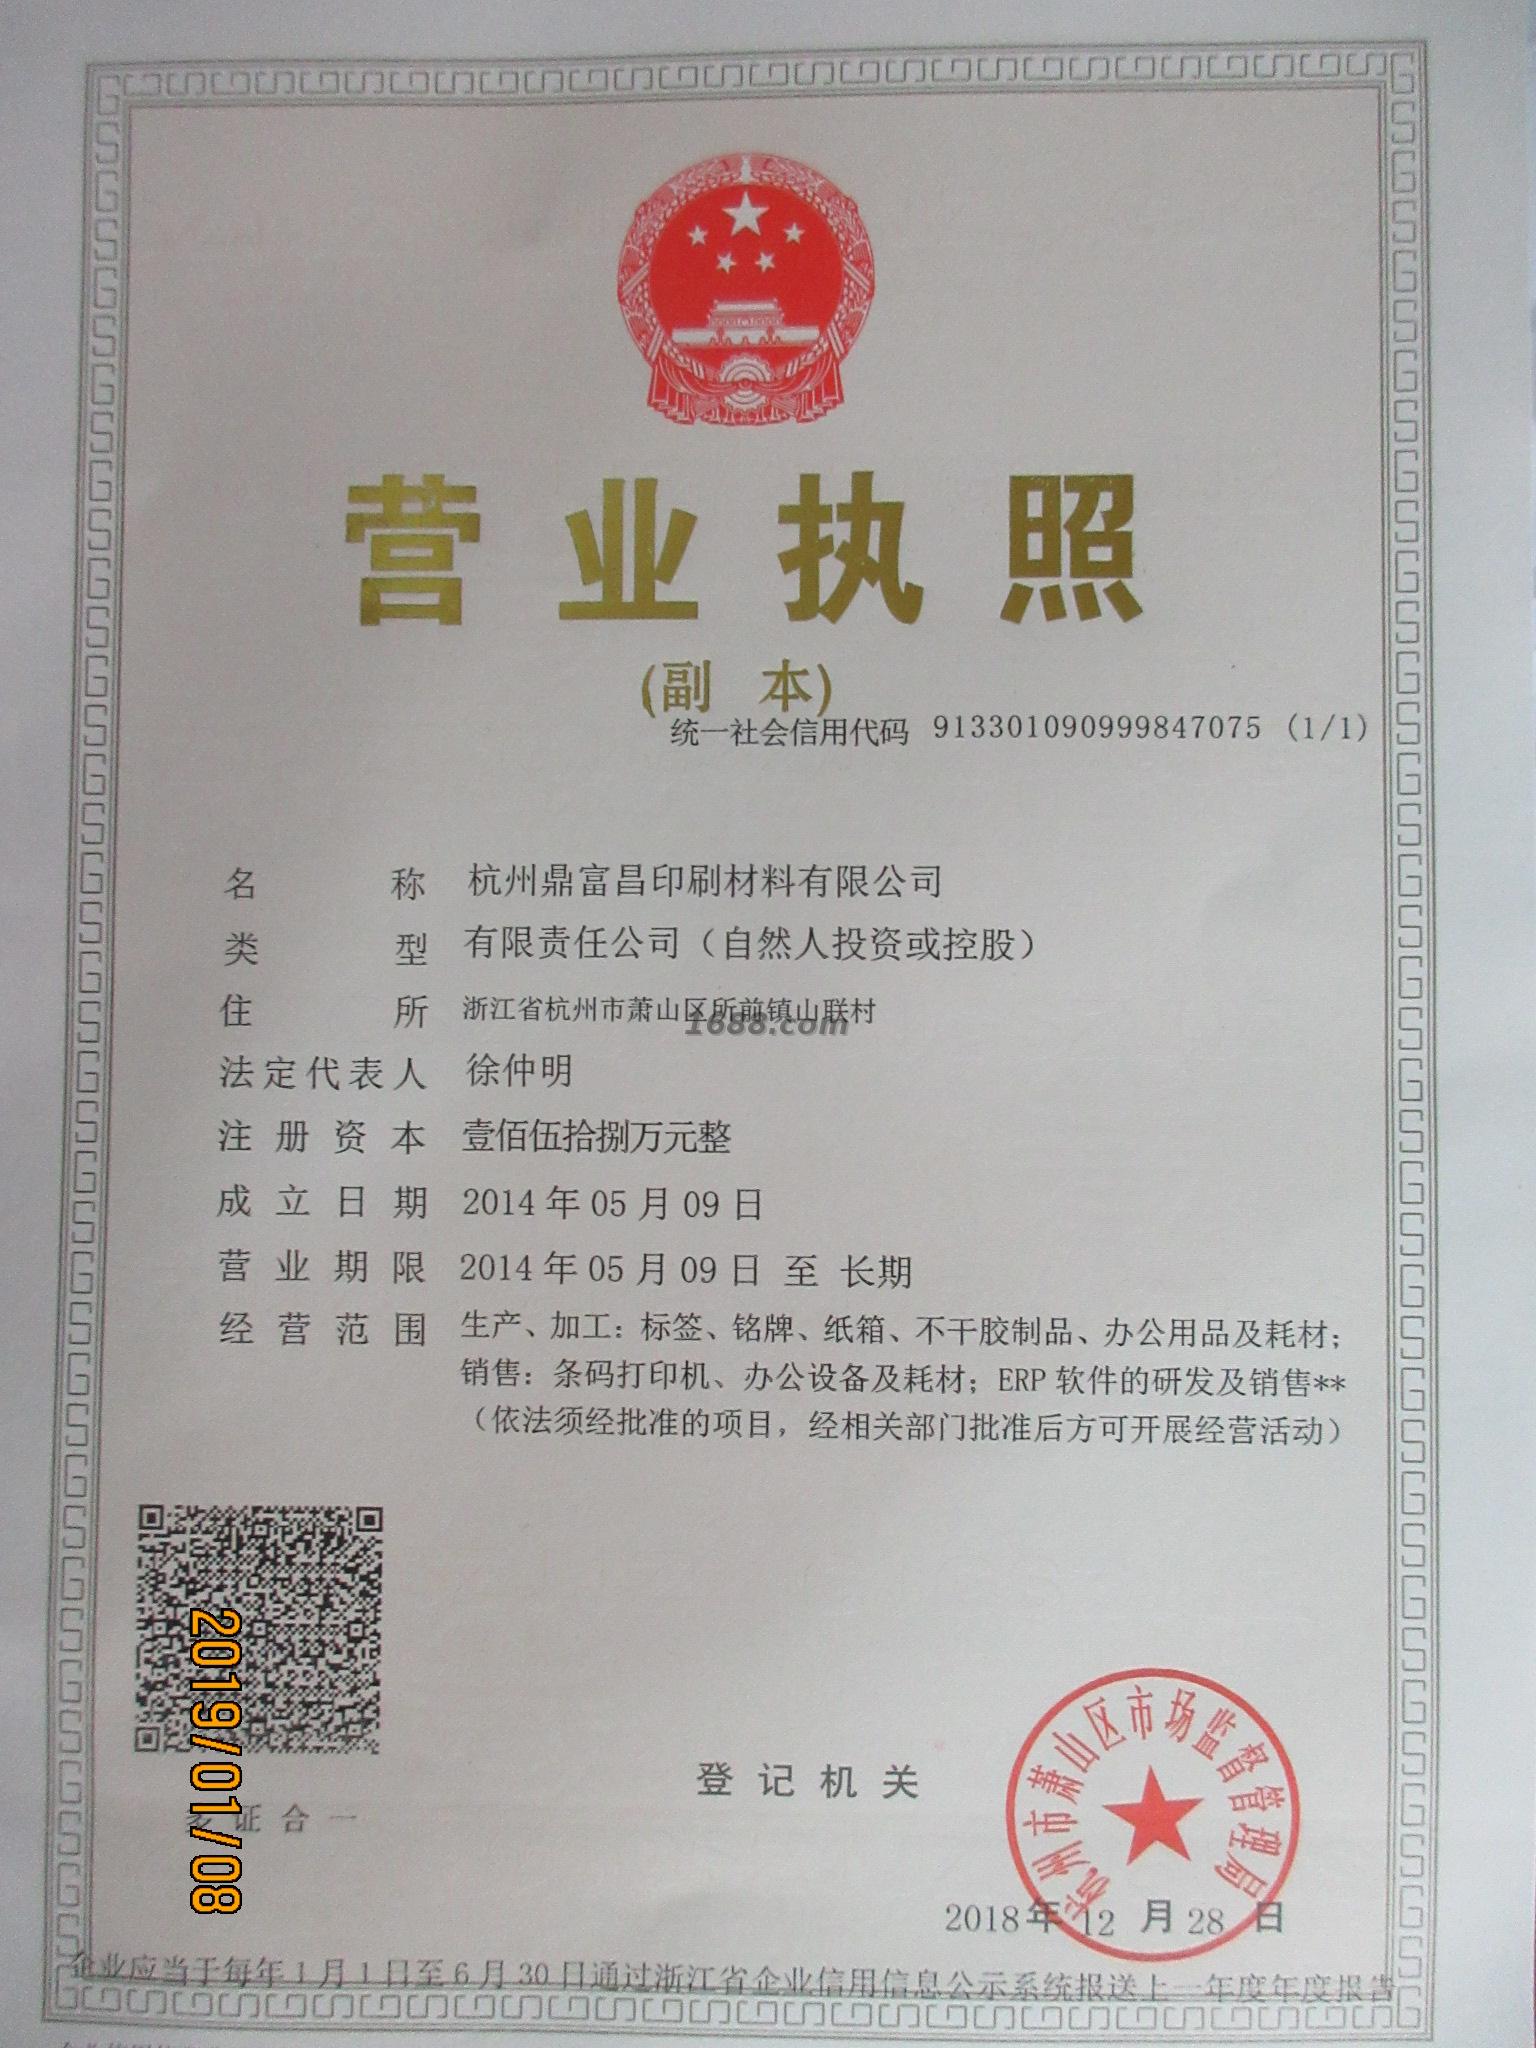 营业执照
(副 本)
统一社会信用代码 913301090999847075 (1/1)
名 称 杭州鼎富昌印刷材料有限公司
类 型 有限责任公司（自然人投资或控股）
住 所 浙江省杭州市萧山区所前镇山联村
1688.com
法定代表人 徐仲明
注册资本 壹佰伍拾捌万元整
成立日期 2014年05月09日
营业期限 2014年05月09日 至 长期
经营范围 生产、加工：标签、铭牌、纸箱、不干胶制品、办公用品及耗材；
销售：条码打印机、办公设备及耗材；ERP软件的研发及销售**
（依法须经批准的项目，经相关部门批准后方可开展经营活动）
2019/01/08
多证合一
登记机关
杭州市萧山区市场监督管理局
2018年12月28日
企业应当于每年1月1日至6月30日通过浙江省企业信用信息公示系统报送上一年度年度报告